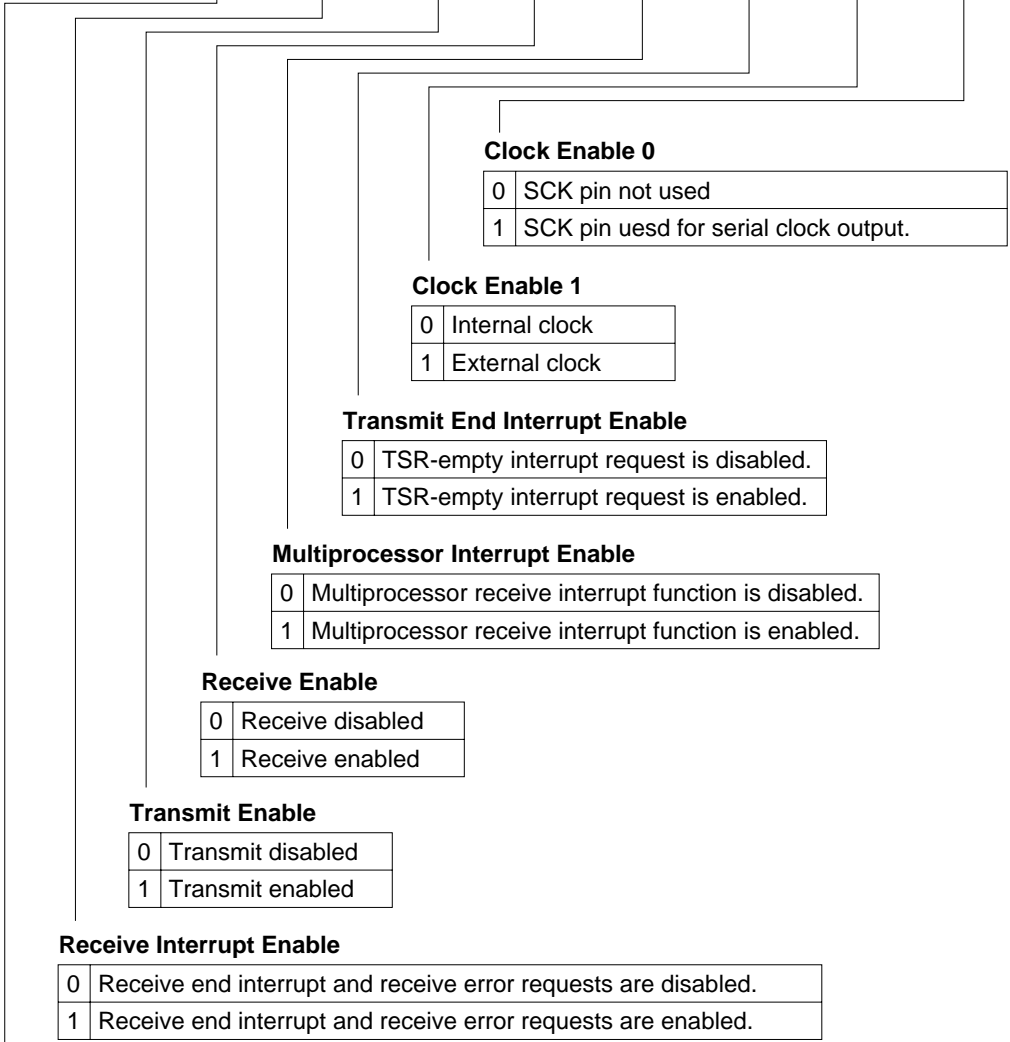 Clock Enable 0
0 SCK pin not used
1 SCK pin uesd for serial clock output.
Clock Enable 1
0 Internal clock
1 External clock
Transmit End Interrupt Enable
0 TSR-empty interrupt request is disabled.
1 TSR-empty interrupt request is enabled.
Multiprocessor Interrupt Enable
0 Multiprocessor receive interrupt function is disabled.
1 Multiprocessor receive interrupt function is enabled.
Receive Enable
0 Receive disabled
1 Receive enabled
Transmit Enable
0 Transmit disabled
1 Transmit enabled
Receive Interrupt Enable
0 Receive end interrupt and receive error requests are disabled.
1 Receive end interrupt and receive error requests are enabled.